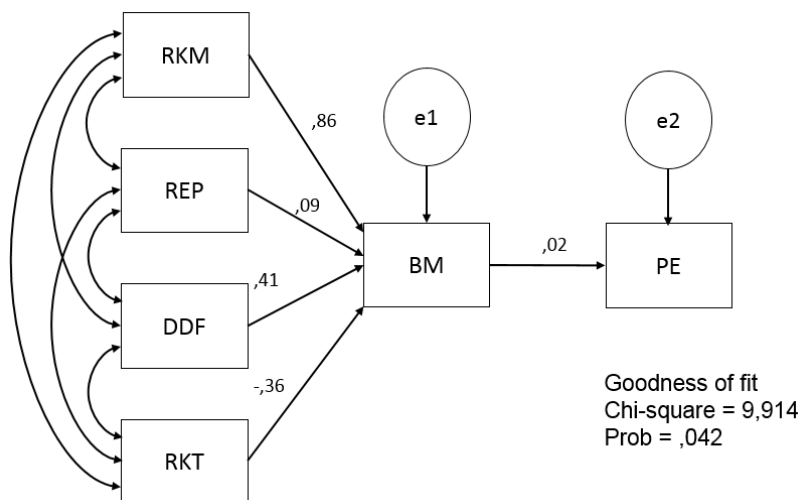 RKM
,86
e1
e2
REP
,09
BM
,02
PE
,41
DDF
-,36
RKT
Goodness of fit
Chi-square = 9,914
Prob = ,042